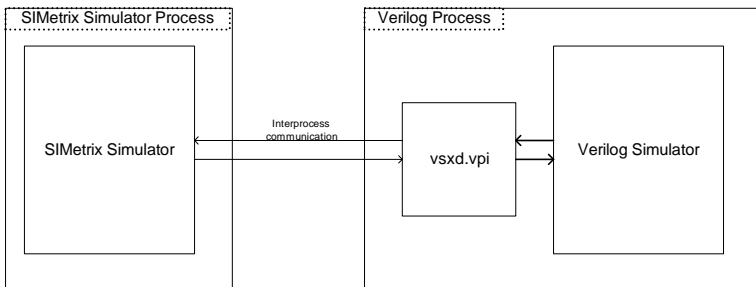 SIMetrix Simulator Process
Verilog Process
Interprocess
communication
SIMetrix Simulator
vsxd.vpi
Verilog Simulator